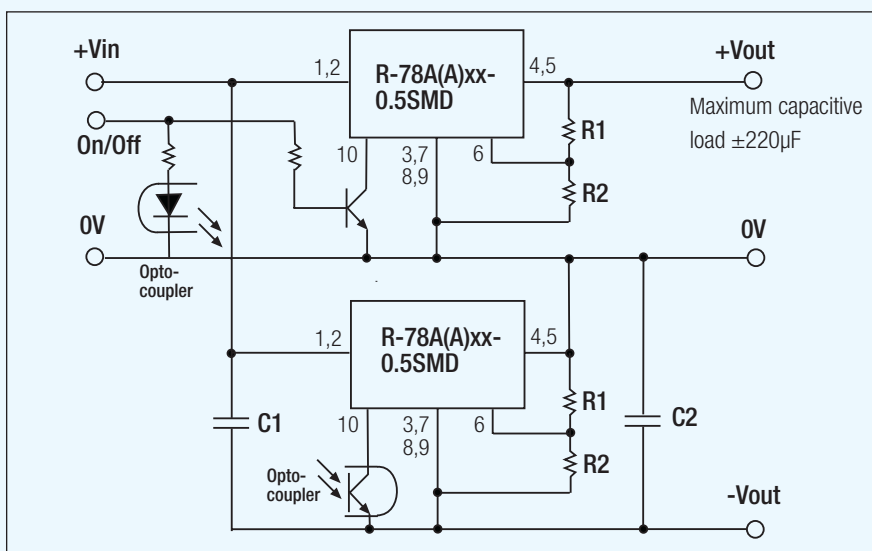 +Vin
1,2
R-78A(A)xx-
0.5SMD
4,5
+Vout
Maximum capacitive
load ±220µF
On/Off
R1
10
3,7
8,9
6
R2
0V
0V
Opto-
coupler
1,2
R-78A(A)xx-
0.5SMD
4,5
C1
R1
C2
10
3,7
8,9
6
R2
Opto-
coupler
-Vout